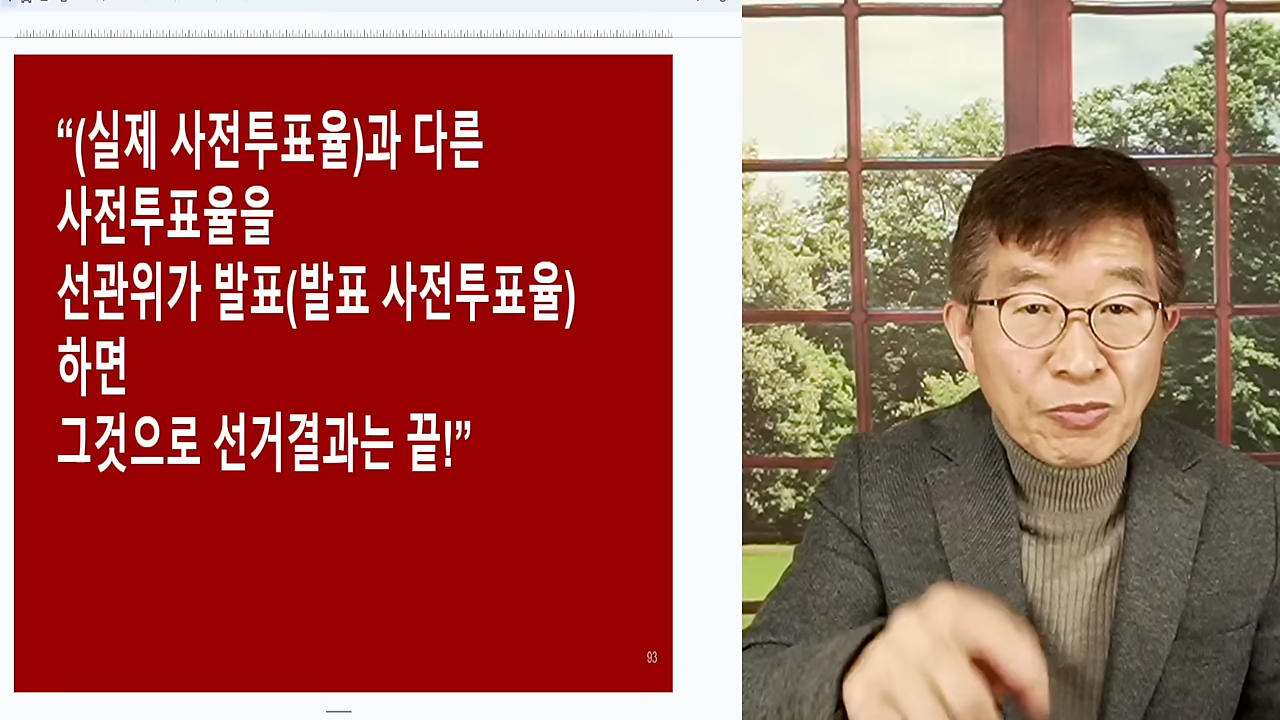 “(실제 사전투표율)과 다른
사전투표율을
선관위가 발표(발표 사전투표율)
하면
그것으로 선거결과는 끝!”
93